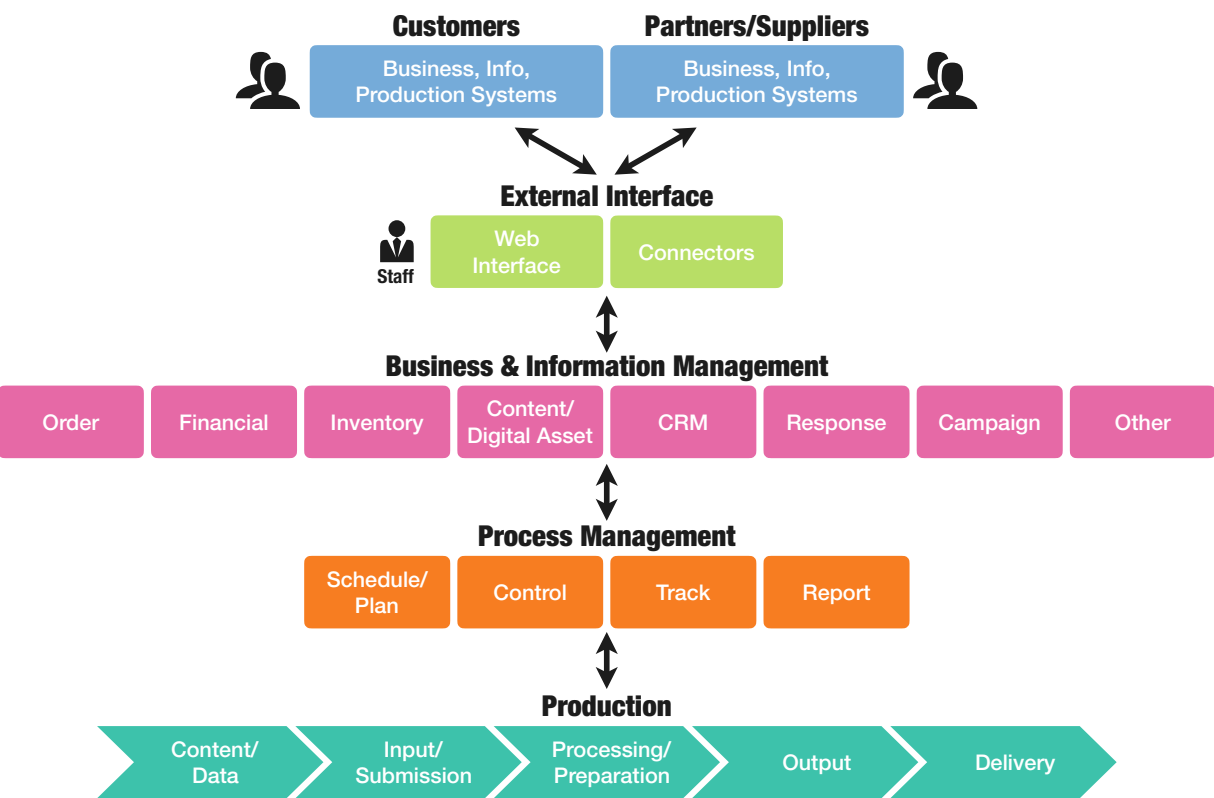 Customers
Partners/Suppliers
Business, Info,
Production Systems
Business, Info,
Production Systems
External Interface
Staff
Web
Interface
Connectors
Business & Information Management
Order
Financial
Inventory
Content/
Digital Asset
CRM
Response
Campaign
Other
Process Management
Schedule/
Plan
Control
Track
Report
Production
Content/
Data
Input/
Submission
Processing/
Preparation
Output
Delivery